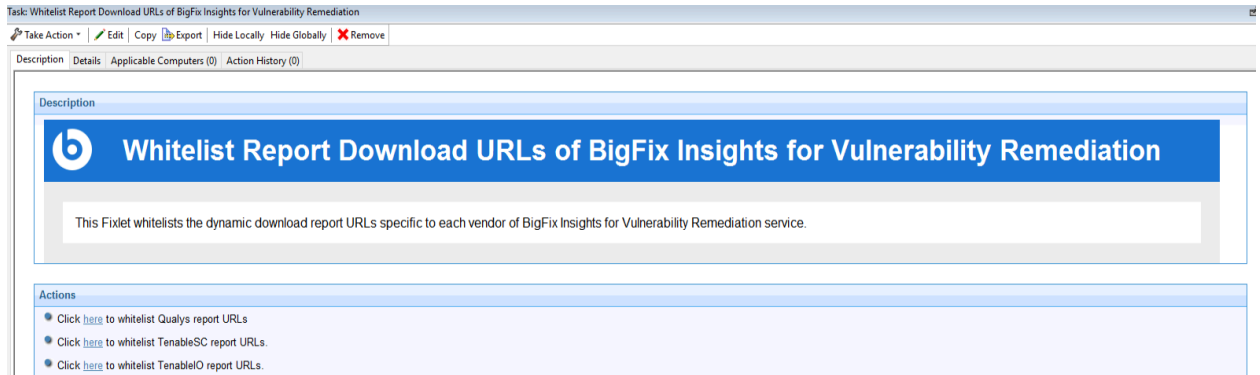 Task: Whitelist Report Download URLs of BigFix Insights for Vulnerability Remediation
Take Action Edit Copy Export Hide Locally Hide Globally Remove
Description Details Applicable Computers (0) Action History (0)
Description
Whitelist Report Download URLs of BigFix Insights for Vulnerability Remediation
This Fixlet whitelists the dynamic download report URLs specific to each vendor of BigFix Insights for Vulnerability Remediation service.
Actions
Click here to whitelist Qualys report URLs
Click here to whitelist TenableSC report URLs.
Click here to whitelist TenableIO report URLs.